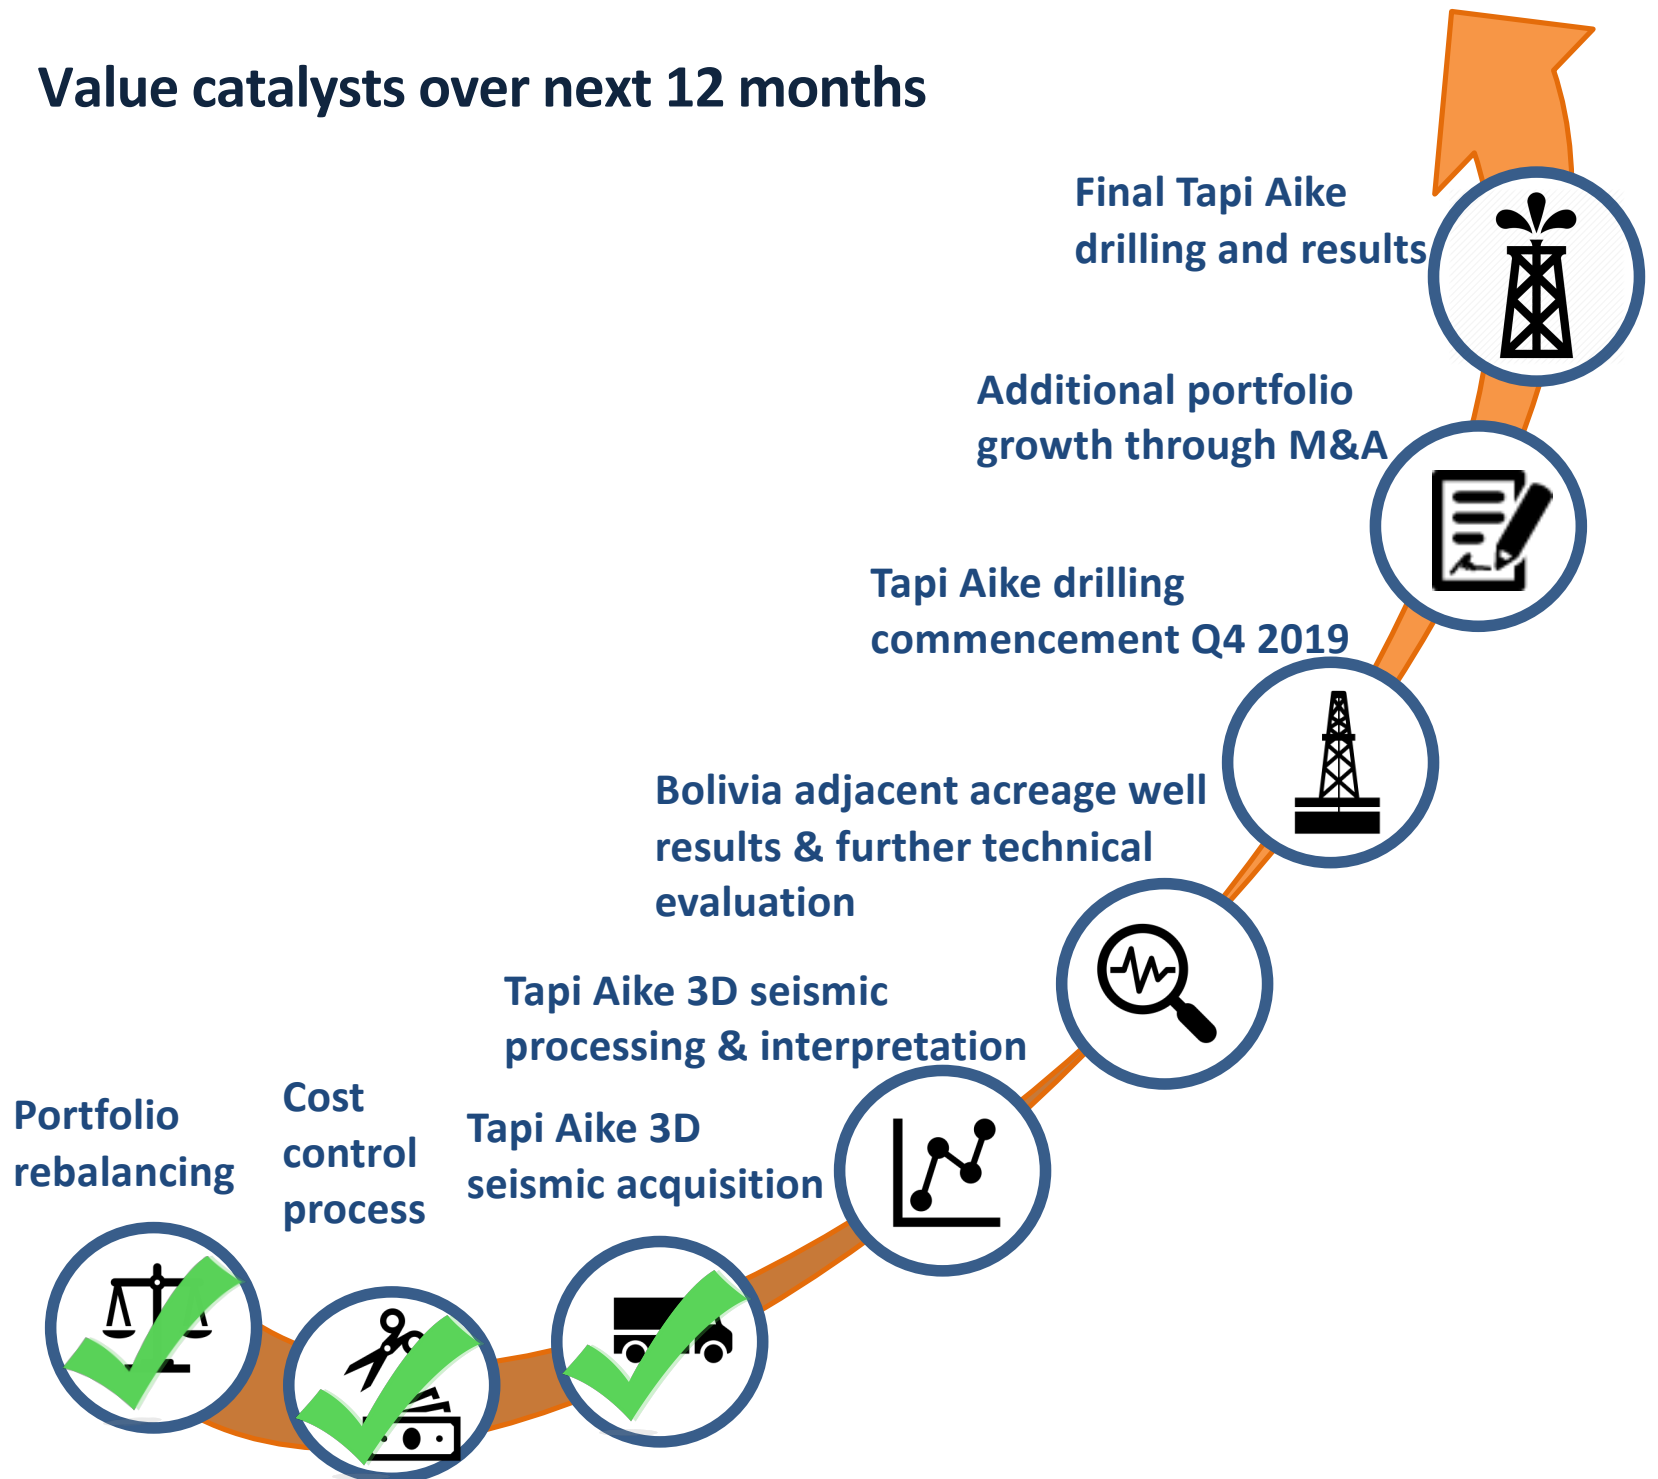 Value catalysts over next 12 months
Final Tapi Aike
drilling and results
Additional portfolio
growth through M&A
Tapi Aike drilling
commencement Q4 2019
Bolivia adjacent acreage well
results & further technical
evaluation
Tapi Aike 3D seismic
processing & interpretation
Tapi Aike 3D
seismic acquisition
Cost
control
process
Portfolio
rebalancing